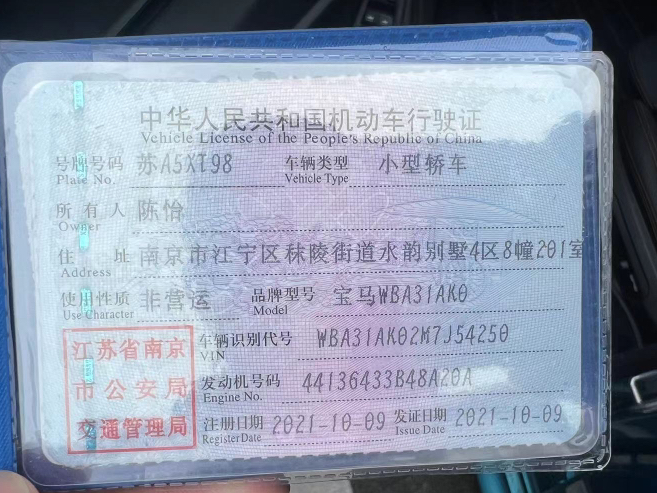 中华人民共和国机动车行驶证
Vehicle License of the People's Republic of China
号牌号码 苏A5XT98 车辆类型 小型轿车
Plate No. Vehicle Type
所有人 陈怡
Owner
住址 南京市江宁区秣陵街道水韵别墅4区8幢201室
Address
使用性质 非营运 品牌型号 宝马WBA31AK0
Use Character Model
车辆识别代号 WBA31AK02M7J54250
VIN
发动机号码 44136433B48A20A
Engine No.
注册日期 2021-10-09 发证日期 2021-10-09
Register Date Issue Date
江苏省南京
市公安局
交通管理局